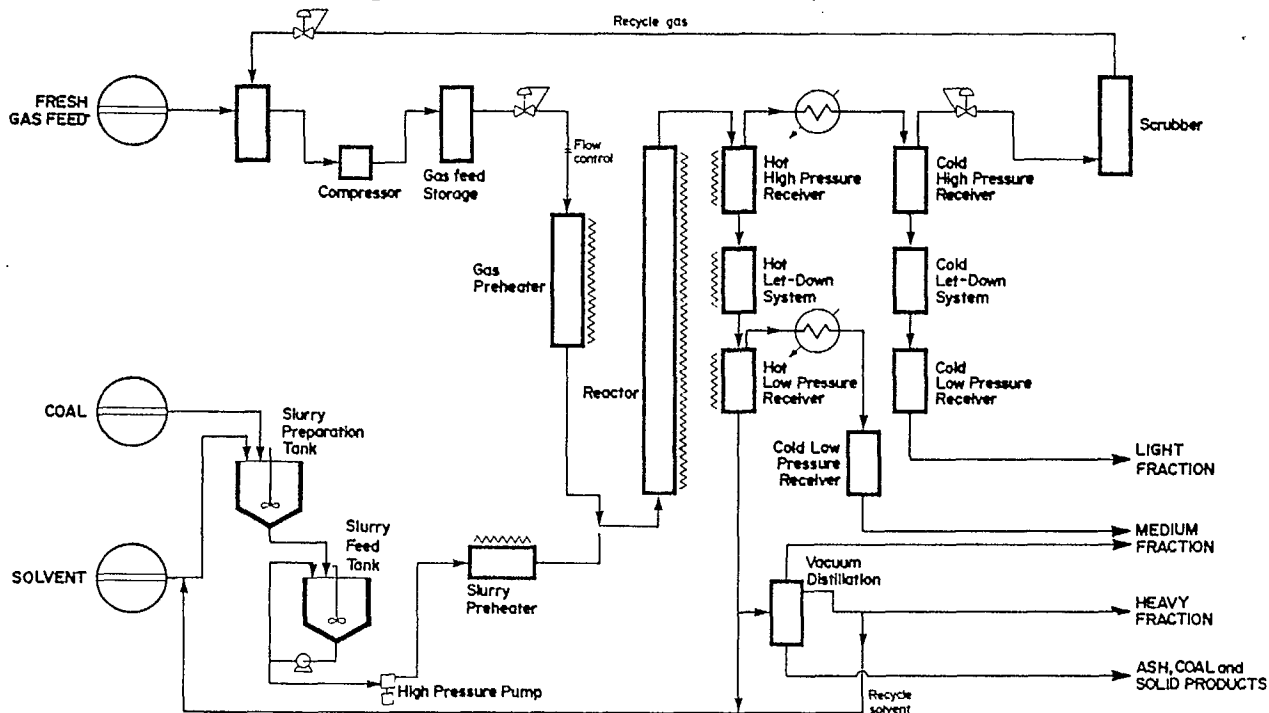 Recycle gas
FRESH
GAS FEED
Compressor
Gas feed
Storage
Flow
control
Gas
Preheater
Reactor
Hot
High Pressure
Receiver
Cold
High Pressure
Receiver
Scrubber
Hot
Let-Down
System
Cold
Let-Down
System
Hot
Low Pressure
Receiver
Cold
Low Pressure
Receiver
COAL
Slurry
Preparation
Tank
Cold Low
Pressure
Receiver
LIGHT
FRACTION
SOLVENT
Slurry
Feed
Tank
Slurry
Preheater
MEDIUM
FRACTION
Vacuum
Distillation
HEAVY
FRACTION
High Pressure Pump
ASH, COAL and
SOLID PRODUCTS
Recycle
solvent